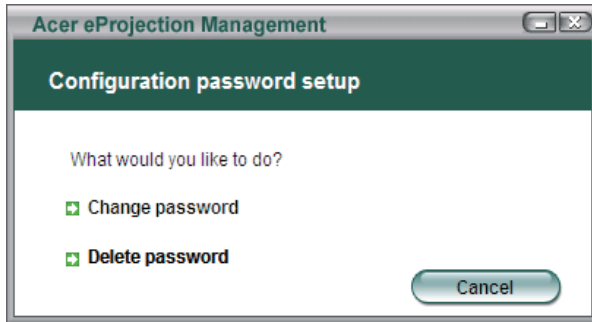 Acer eProjection Management
Configuration password setup
What would you like to do?
Change password
Delete password
Cancel